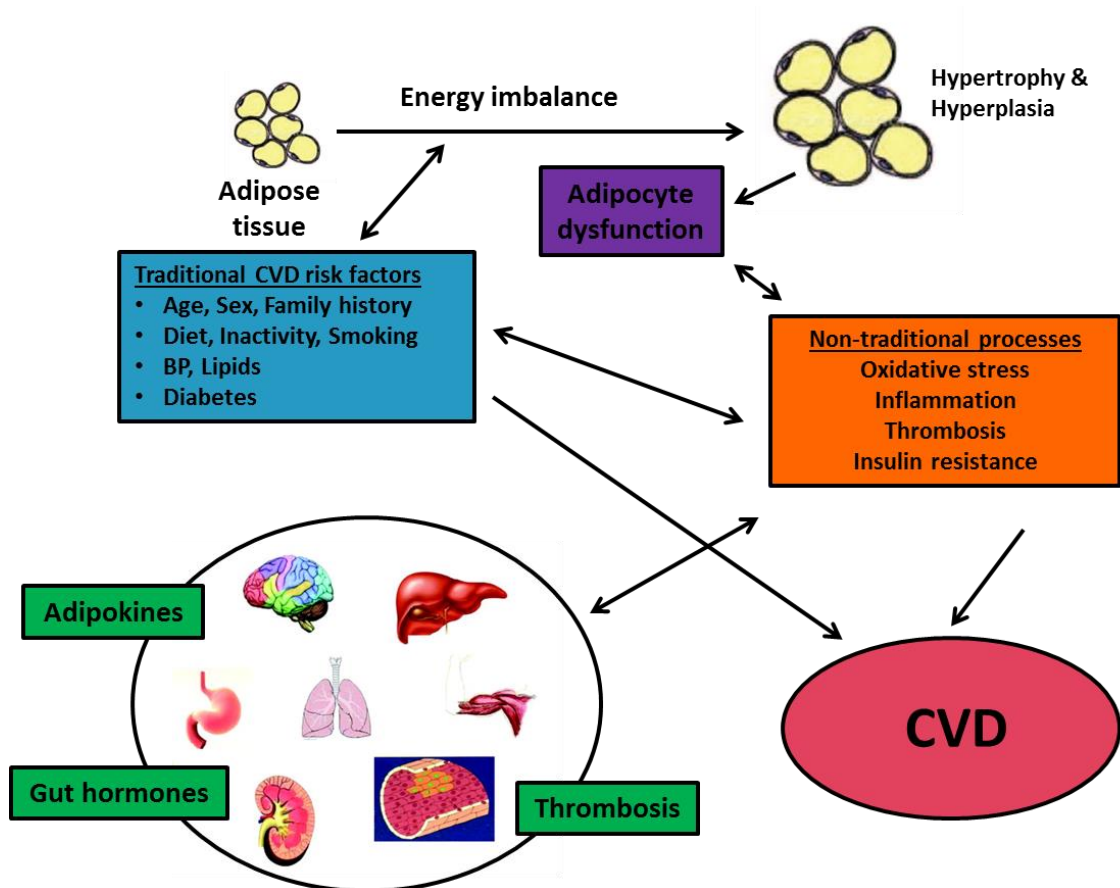 Energy imbalance
Hypertrophy &
Hyperplasia
Adipose
tissue
Adipocyte
dysfunction
Traditional CVD risk factors
• Age, Sex, Family history
• Diet, Inactivity, Smoking
• BP, Lipids
• Diabetes
Non-traditional processes
Oxidative stress
Inflammation
Thrombosis
Insulin resistance
Adipokines
Gut hormones
Thrombosis
CVD